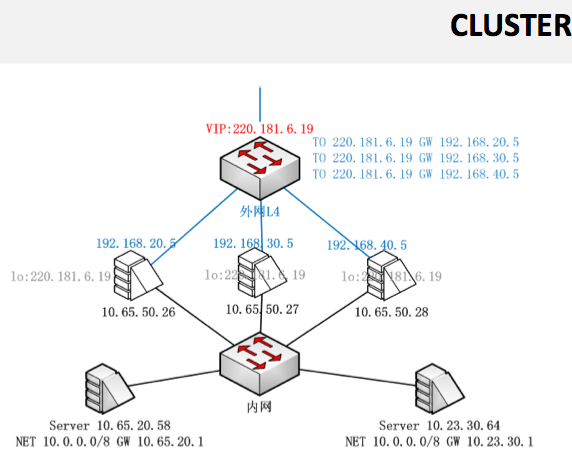 CLUSTER
VIP:220.181.6.19
TO 220.181.6.19 GW 192.168.20.5
TO 220.181.6.19 GW 192.168.30.5
TO 220.181.6.19 GW 192.168.40.5
外网L4
192.168.20.5
192.168.30.5
192.168.40.5
lo:220.181.6.19
lo:220.181.6.19
lo:220.181.6.19
10.65.50.26
10.65.50.27
10.65.50.28
内网
Server 10.65.20.58
NET 10.0.0.0/8 GW 10.65.20.1
Server 10.23.30.64
NET 10.0.0.0/8 GW 10.23.30.1